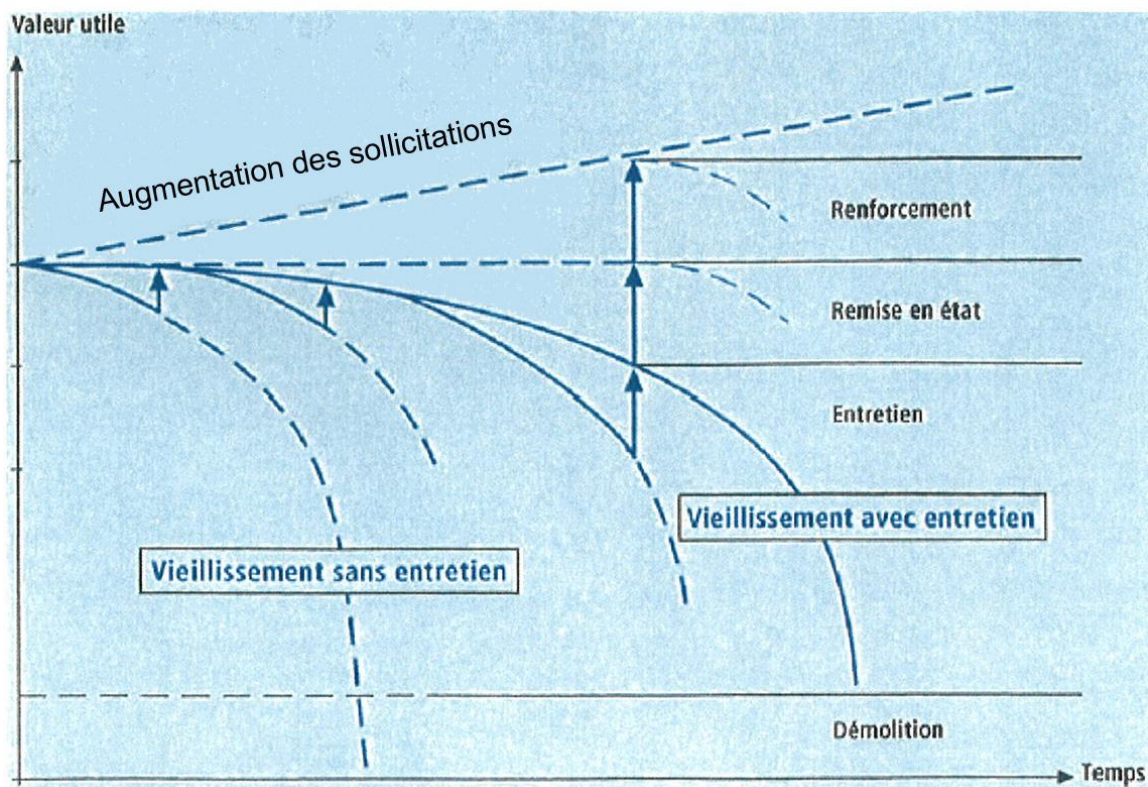 Valeur utile
Augmentation des sollicitations
Renforcement
Remise en état
Entretien
Vieillissement avec entretien
Vieillissement sans entretien
Démolition
Temps